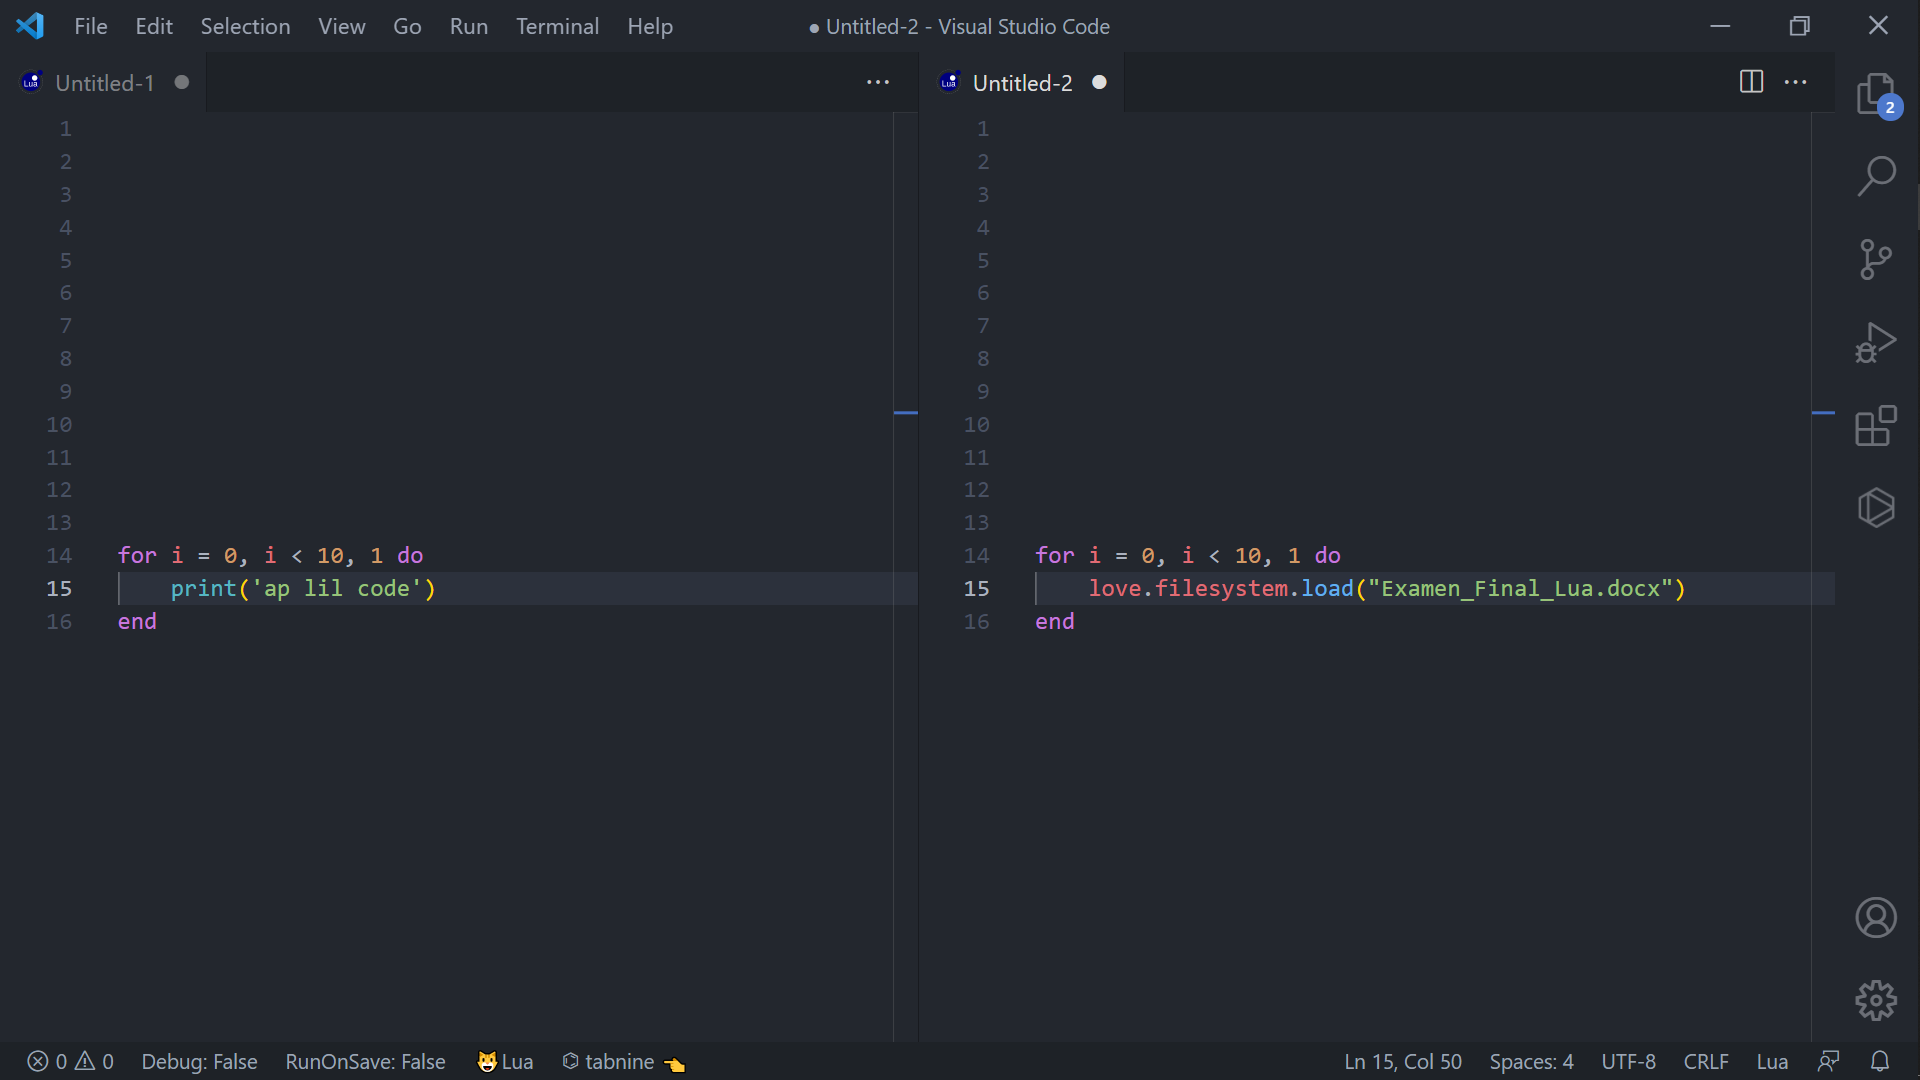 File Edit Selection View Go Run Terminal Help ● Untitled-2 - Visual Studio Code
Lua Untitled-1 ●
1
2
3
4
5
6
7
8
9
10
11
12
13
14 for i = 0, i < 10, 1 do
15     print('ap lil code')
16 end
Lua Untitled-2 ●
1
2
3
4
5
6
7
8
9
10
11
12
13
14 for i = 0, i < 10, 1 do
15     love.filesystem.load("Examen_Final_Lua.docx")
16 end
2
0 0 Debug: False RunOnSave: False 😺Lua tabnine 👈 Ln 15, Col 50 Spaces: 4 UTF-8 CRLF Lua